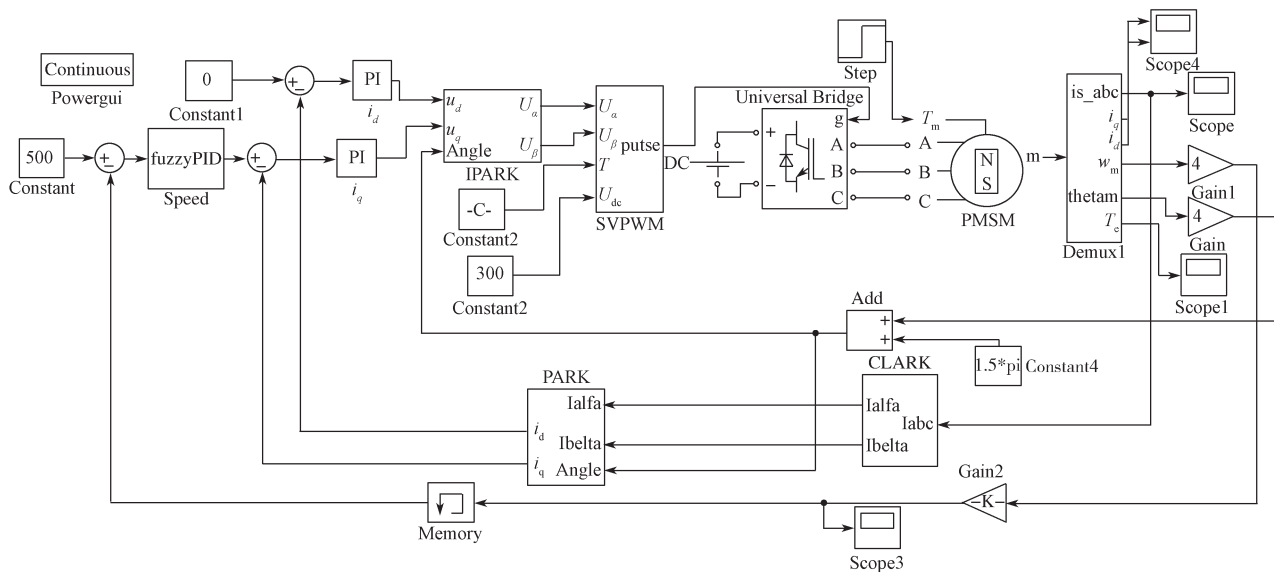 Continuous
Powergui
0
Constant1
PI
i_d
500
Constant
fuzzyPID
Speed
PI
i_q
u_d
u_q
Angle
U_α
U_β
IPARK
-C-
Constant2
300
Constant2
U_α
U_β
T
U_dc
putse
SVPWM
DC
Universal Bridge
+
−
g
A
B
C
Step
T_m
A
B
C
N
S
m
PMSM
is_abc
i_q
i_d
w_m
thetam
T_e
Demux1
Scope4
Scope
4
Gain1
4
Gain
Scope1
Add
+
+
1.5*pi
Constant4
CLARK
Ialfa
Ibelta
Iabc
PARK
Ialfa
Ibelta
Angle
i_d
i_q
Gain2
-K-
Memory
Scope3